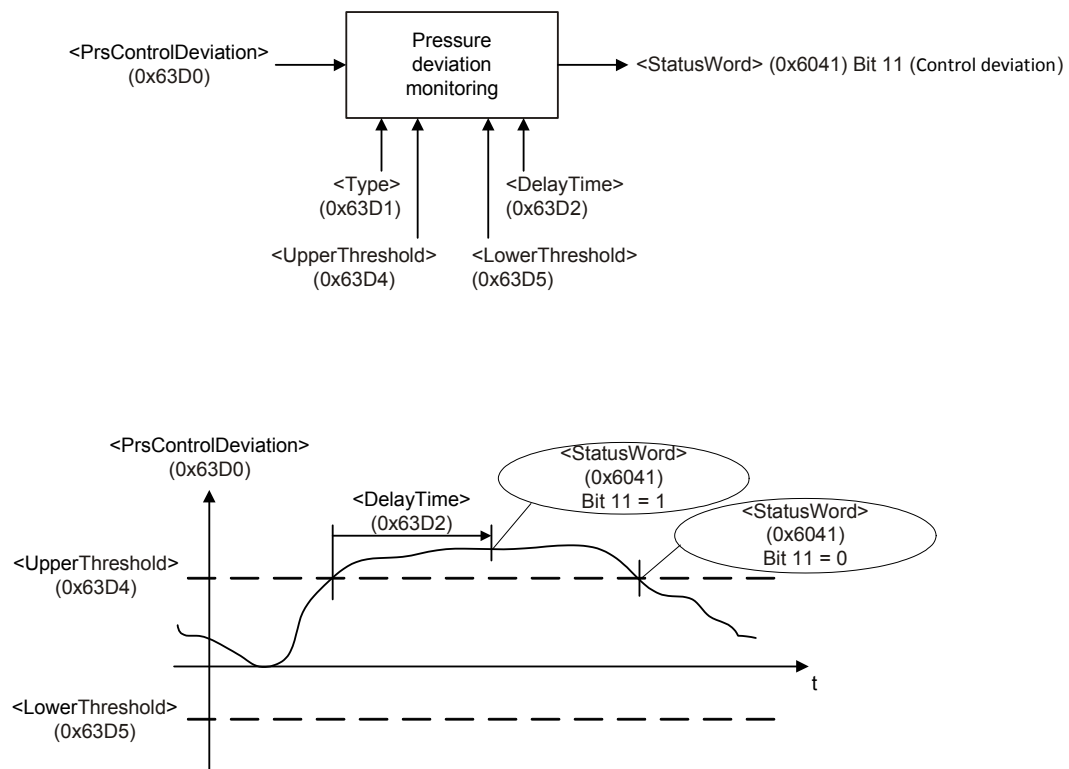 Pressure
deviation
monitoring
<PrsControlDeviation>
(0x63D0)
<StatusWord> (0x6041) Bit 11 (Control deviation)
<Type>
(0x63D1)
<DelayTime>
(0x63D2)
<UpperThreshold>
(0x63D4)
<LowerThreshold>
(0x63D5)
<PrsControlDeviation>
(0x63D0)
<StatusWord>
(0x6041)
Bit 11 = 1
<DelayTime>
(0x63D2)
<StatusWord>
(0x6041)
Bit 11 = 0
<UpperThreshold>
(0x63D4)
t
<LowerThreshold>
(0x63D5)